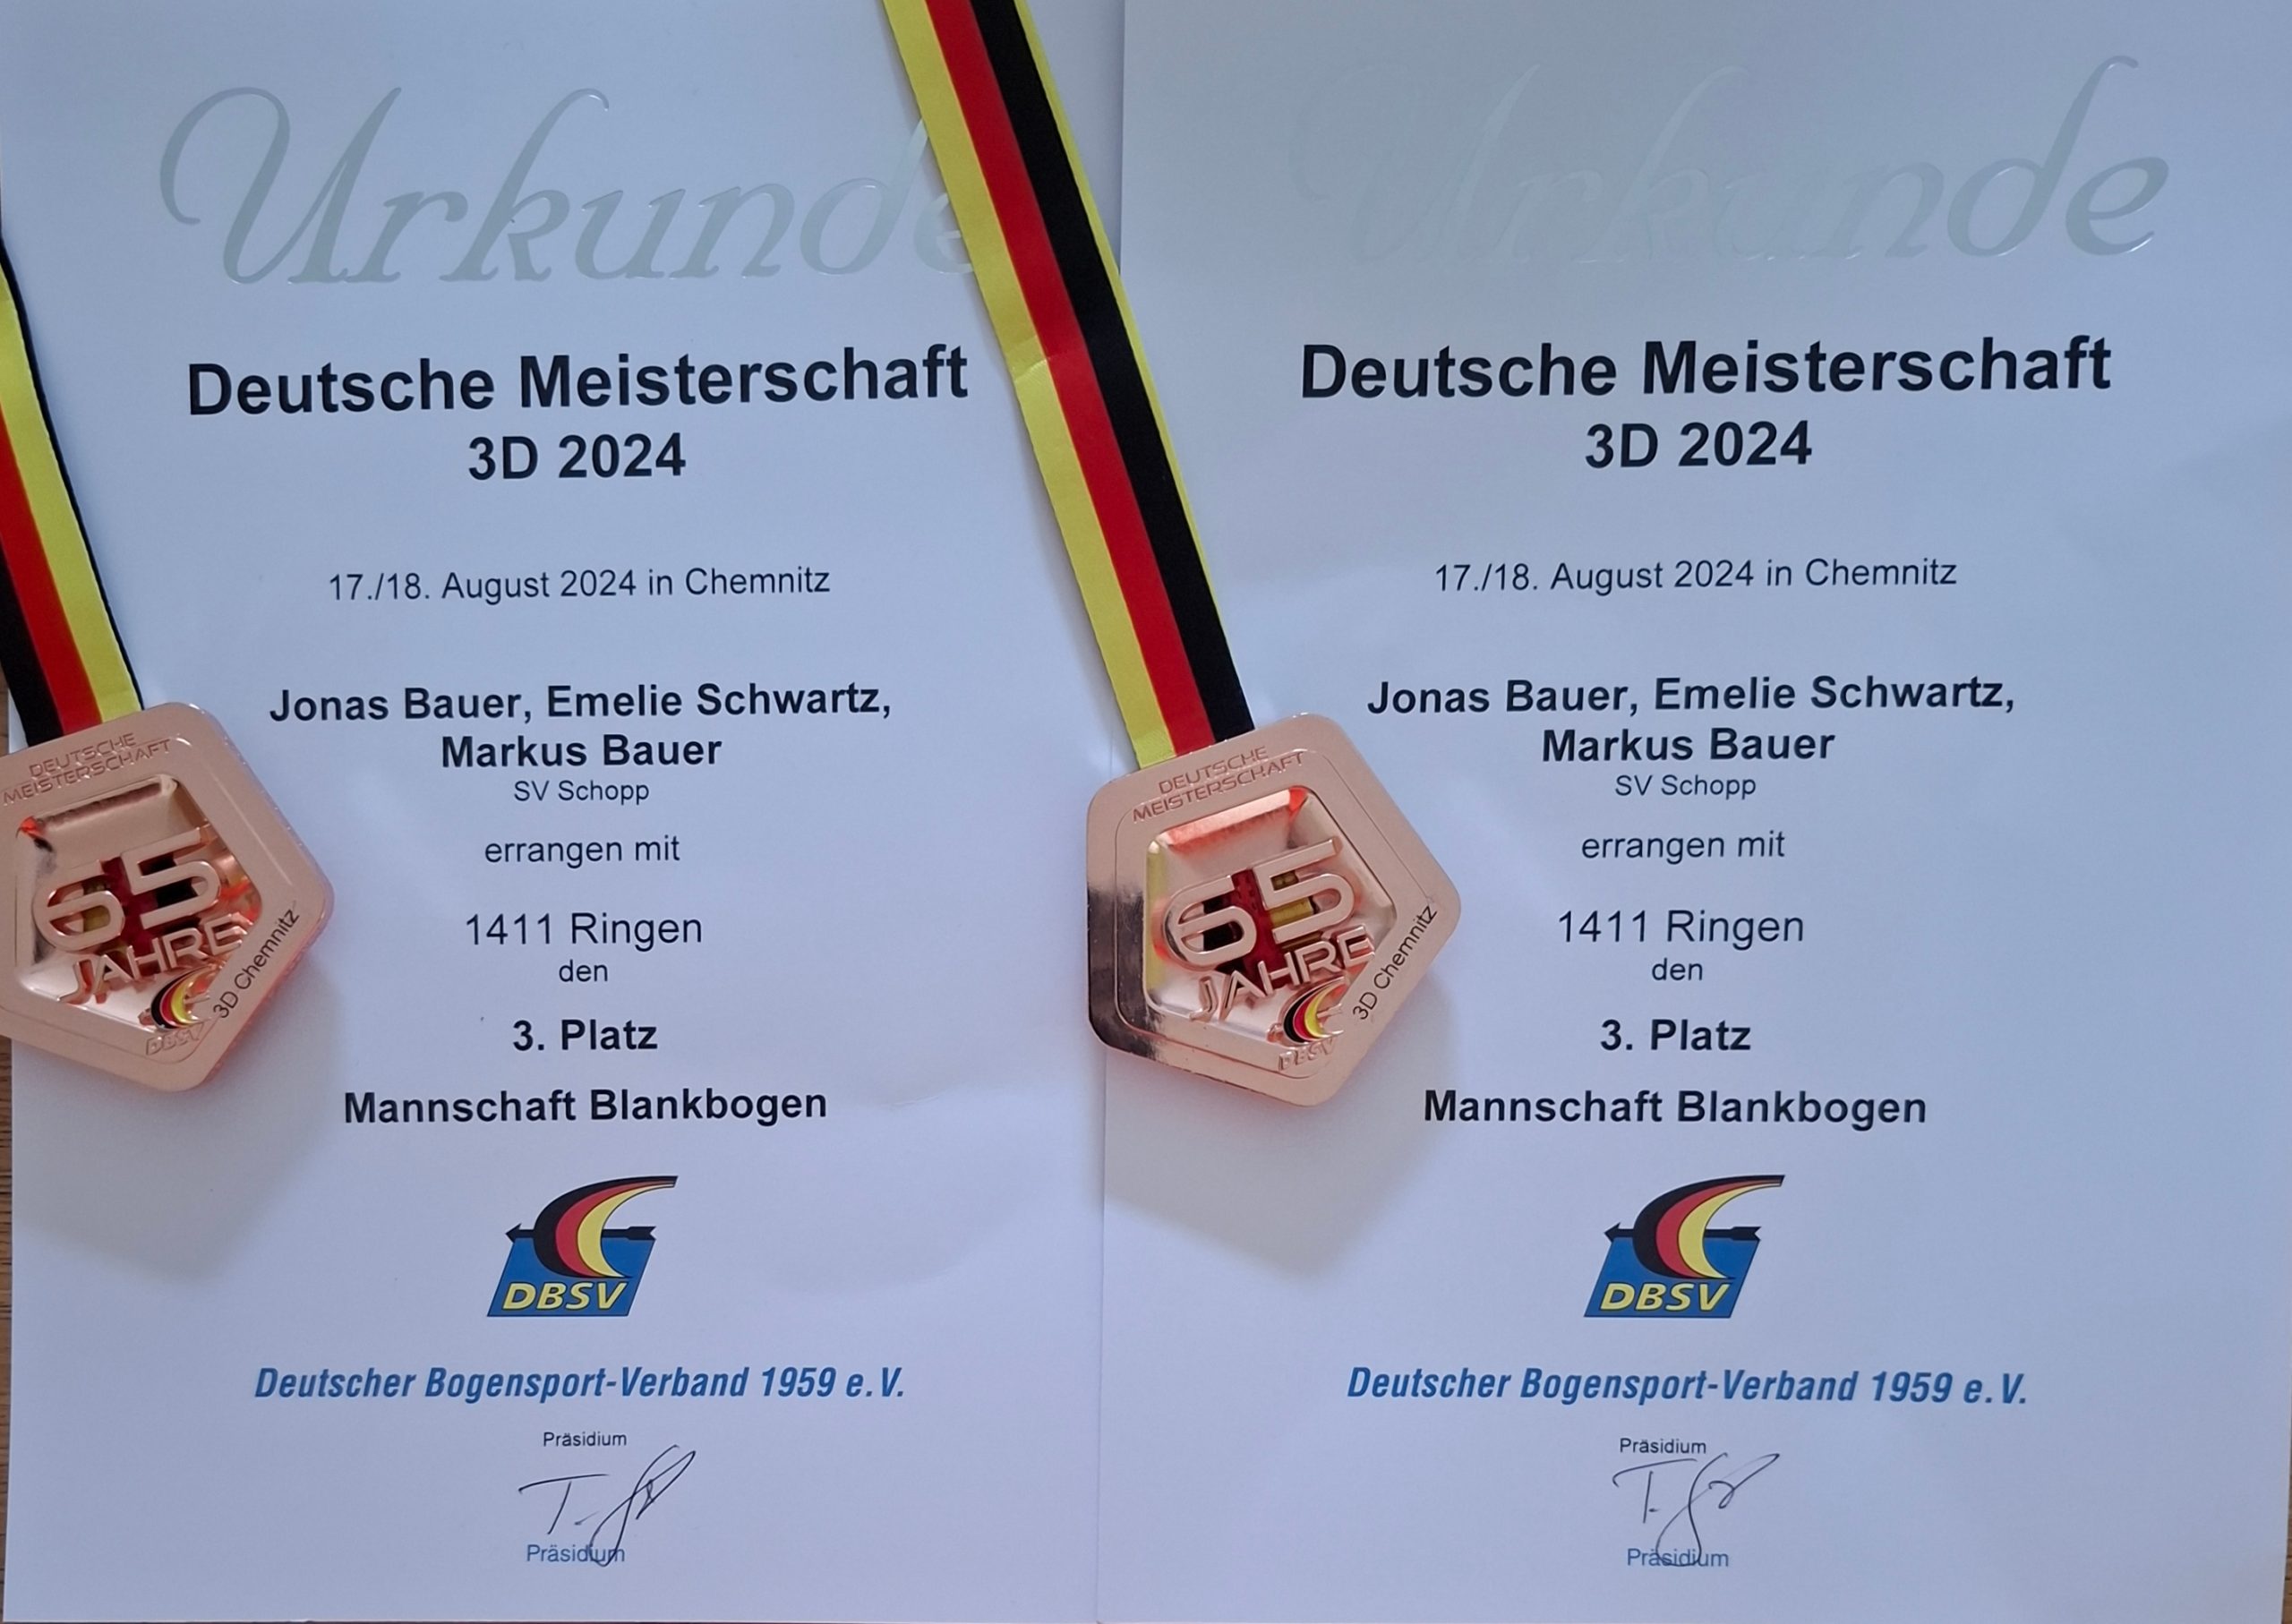 Urkunde
Deutsche Meisterschaft
3D 2024
17./18. August 2024 in Chemnitz
Jonas Bauer, Emelie Schwartz,
Markus Bauer
SV Schopp
errangen mit
1411 Ringen
den
3. Platz
Mannschaft Blankbogen
DBSV
Deutscher Bogensport-Verband 1959 e.V.
Präsidium
Präsidium
DEUTSCHE
MEISTERSCHAFT
65
JAHRE
3D Chemnitz
DBSV
Urkunde
Deutsche Meisterschaft
3D 2024
17./18. August 2024 in Chemnitz
Jonas Bauer, Emelie Schwartz,
Markus Bauer
SV Schopp
errangen mit
1411 Ringen
den
3. Platz
Mannschaft Blankbogen
DBSV
Deutscher Bogensport-Verband 1959 e.V.
Präsidium
Präsidium
DEUTSCHE
MEISTERSCHAFT
65
JAHRE
3D Chemnitz
DBSV